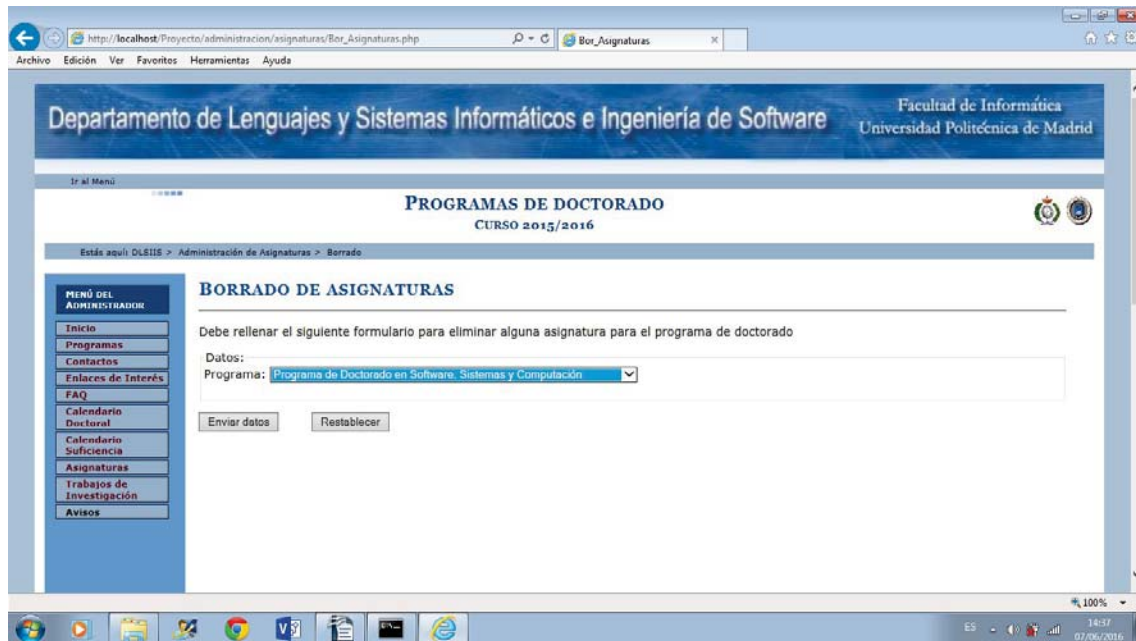 http://localhost/Proyecto/administracion/asignaturas/Bor_Asignaturas.php
Bor_Asignaturas
Archivo Edición Ver Favoritos Herramientas Ayuda
Departamento de Lenguajes y Sistemas Informáticos e Ingeniería de Software
Facultad de Informática
Universidad Politécnica de Madrid
Ir al Menú
PROGRAMAS DE DOCTORADO
CURSO 2015/2016
Estás aquí: DLSIIS > Administración de Asignaturas > Borrado
MENÚ DEL
ADMINISTRADOR
Inicio
Programas
Contactos
Enlaces de Interés
FAQ
Calendario
Doctoral
Calendario
Suficiencia
Asignaturas
Trabajos de
Investigación
Avisos
BORRADO DE ASIGNATURAS
Debe rellenar el siguiente formulario para eliminar alguna asignatura para el programa de doctorado
Datos:
Programa: Programa de Doctorado en Software, Sistemas y Computación
Enviar datos Restablecer
100%
ES
14:37
07/06/2016